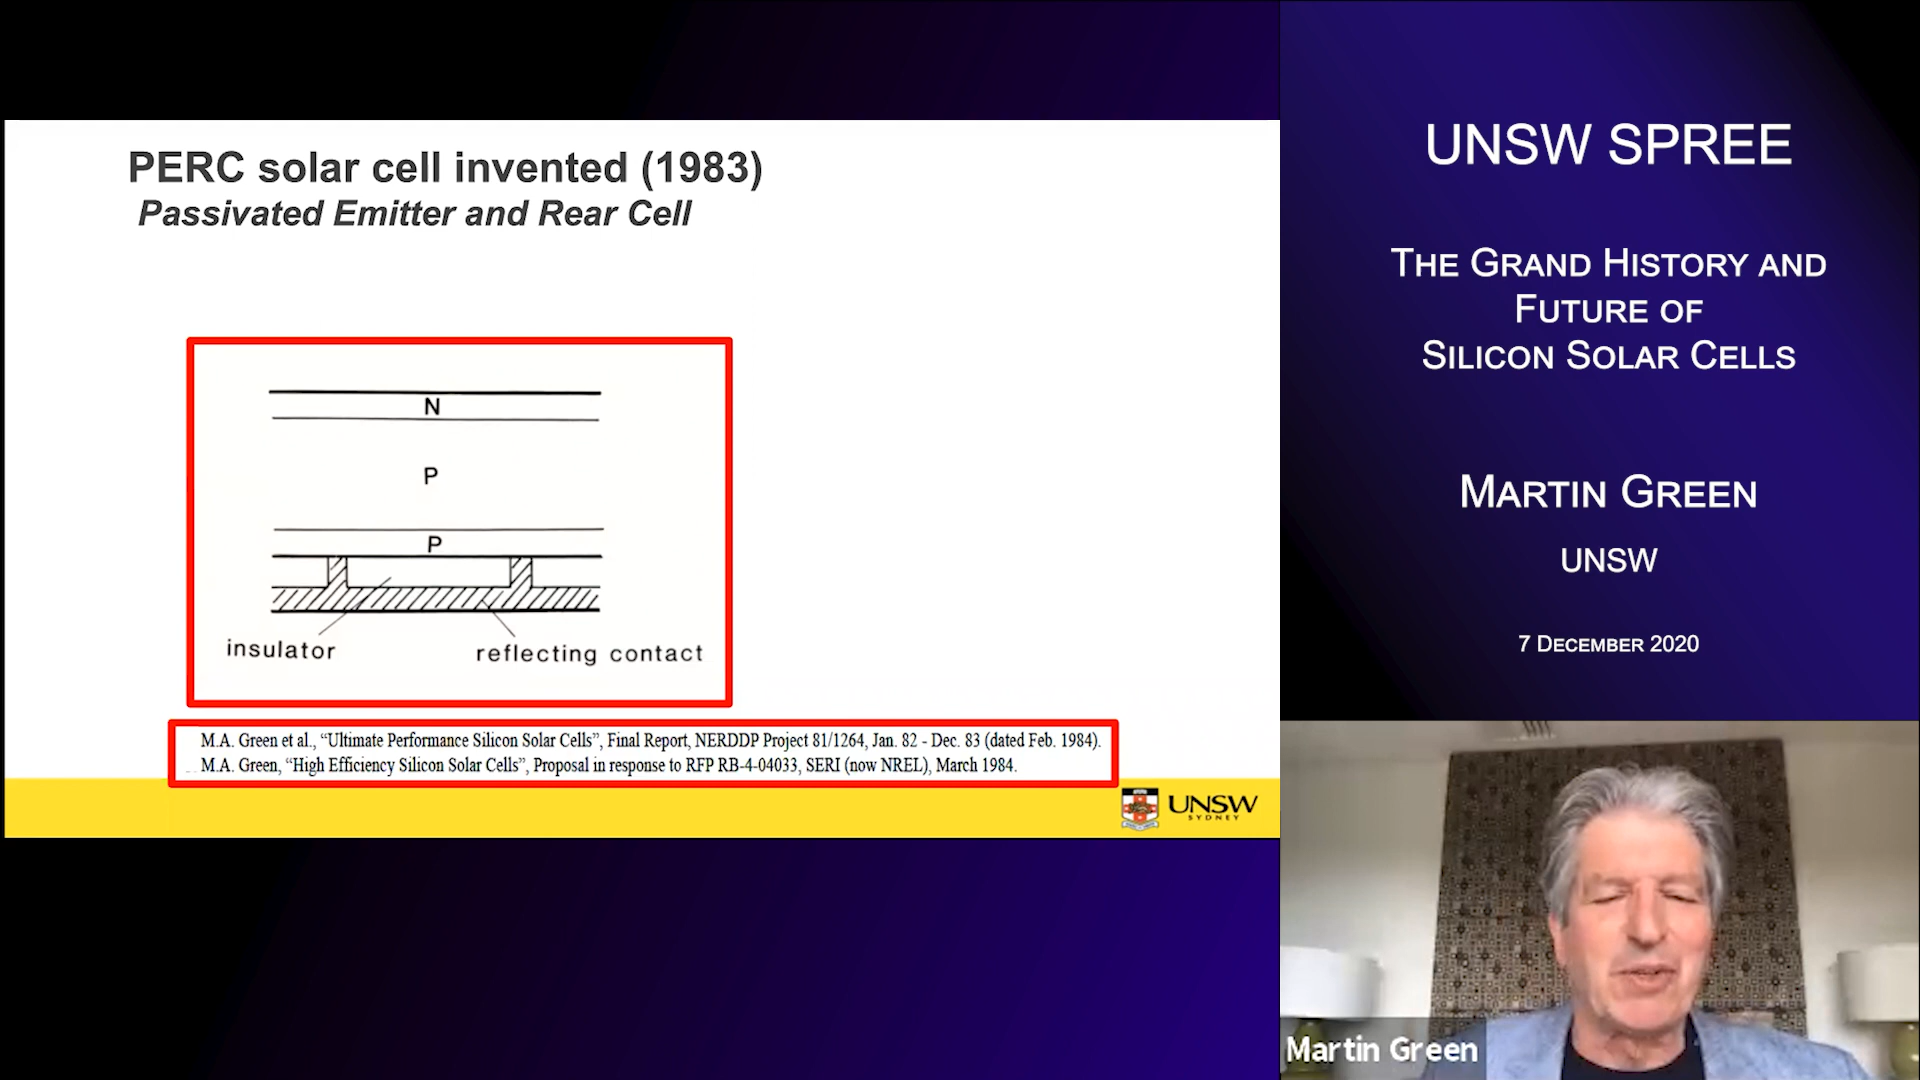 PERC solar cell invented (1983)
Passivated Emitter and Rear Cell
N
P
P
insulator
reflecting contact
M.A. Green et al., “Ultimate Performance Silicon Solar Cells”, Final Report, NERDDP Project 81/1264, Jan. 82 - Dec. 83 (dated Feb. 1984).
M.A. Green, “High Efficiency Silicon Solar Cells”, Proposal in response to RFP RB-4-04033, SERI (now NREL), March 1984.
UNSW
SYDNEY
UNSW SPREE
THE GRAND HISTORY AND
FUTURE OF
SILICON SOLAR CELLS
MARTIN GREEN
UNSW
7 DECEMBER 2020
Martin Green